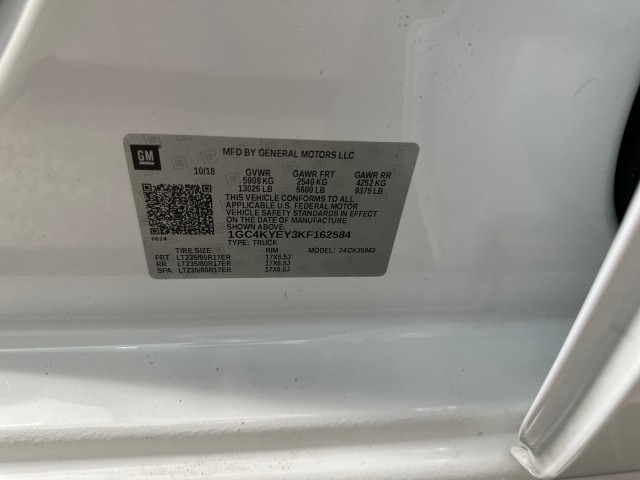 GM
MFD BY GENERAL MOTORS LLC
10/18
GVWR GAWR FRT GAWR RR
5908 KG 2540 KG 4252 KG
13025 LB 5600 LB 9375 LB
THIS VEHICLE CONFORMS TO ALL
APPLICABLE U.S. FEDERAL MOTOR
VEHICLE SAFETY STANDARDS IN EFFECT
ON THE DATE OF MANUFACTURE
SHOWN ABOVE.
1GC4KYEY3KF162584
6624
TYPE: TRUCK
MODEL: 34CK35943
TIRE SIZE RIM
FRT LT235/80R17ER 17X6.5J
RR LT235/80R17ER 17X6.5J
SPA LT235/80R17ER 17X6.5J